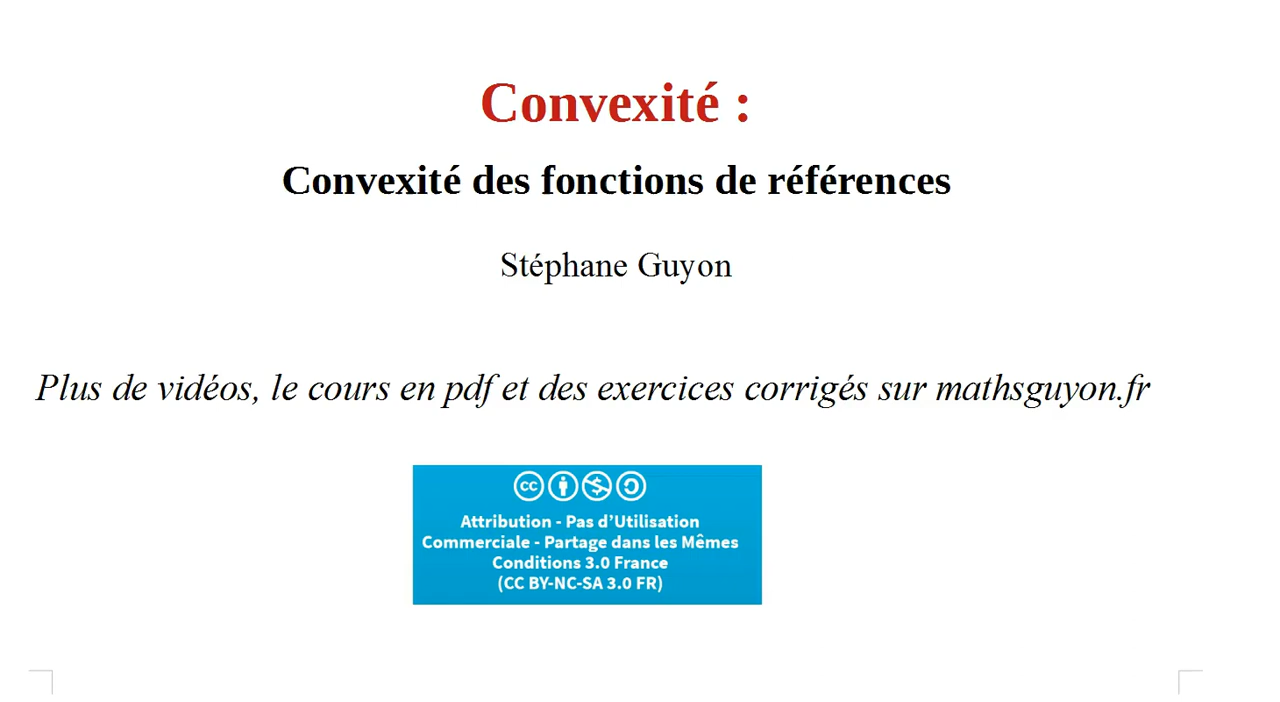 Convexité :
Convexité des fonctions de références
Stéphane Guyon
Plus de vidéos, le cours en pdf et des exercices corrigés sur mathsguyon.fr
cc
Attribution - Pas d’Utilisation
Commerciale - Partage dans les Mêmes
Conditions 3.0 France
(CC BY-NC-SA 3.0 FR)